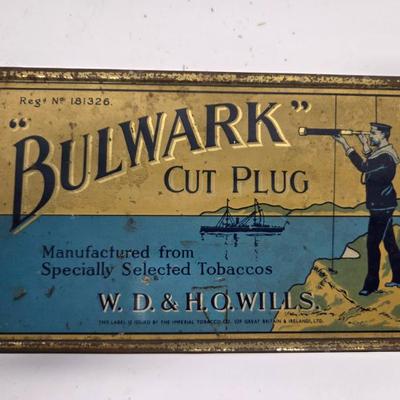 Regd No 181326.
"BULWARK"
CUT PLUG
Manufactured from
Specially Selected Tobaccos
W. D. & H. O. WILLS.
THIS LABEL IS ISSUED BY THE IMPERIAL TOBACCO CO. (OF GREAT BRITAIN & IRELAND), LTD.